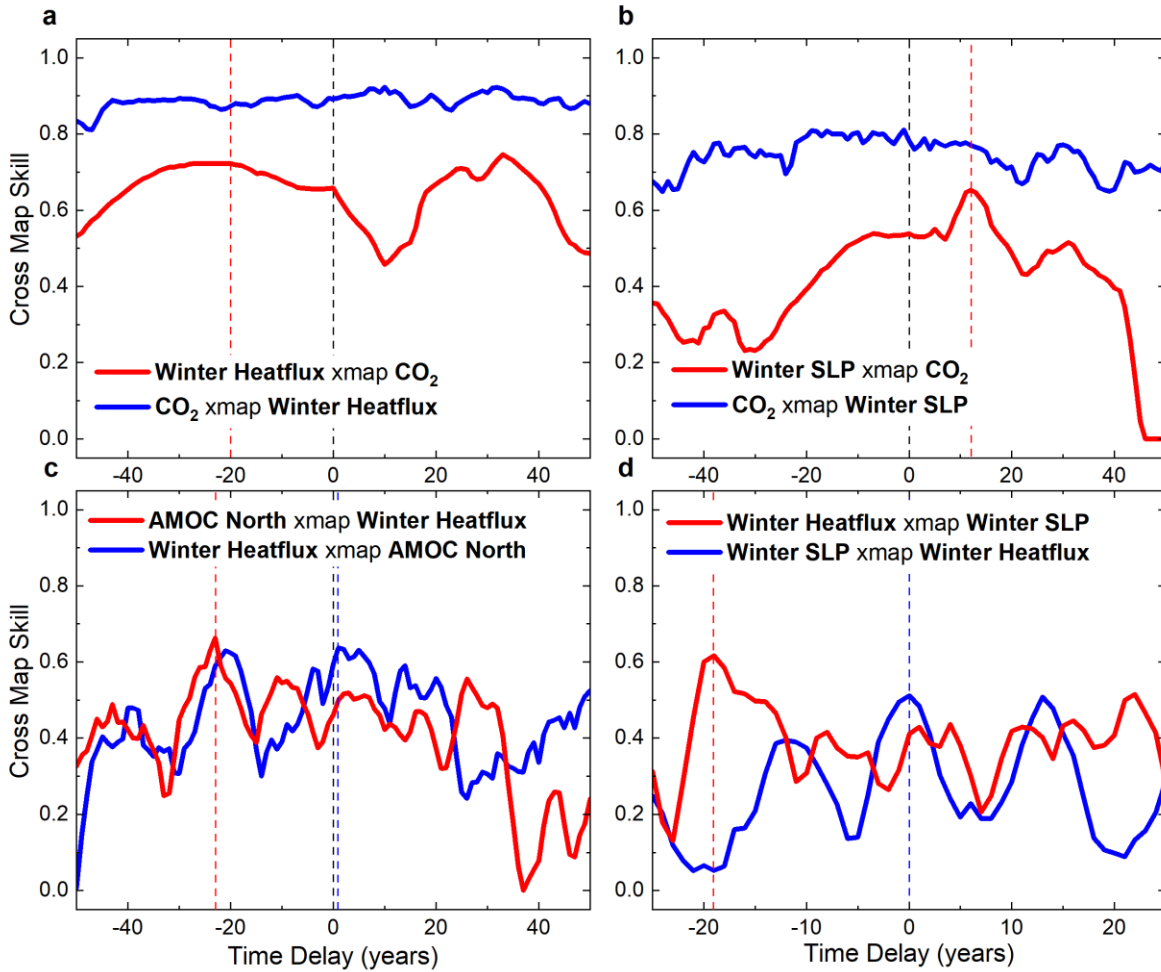 a
1.0
0.8
0.6
0.4
0.2
0.0
Cross Map Skill
Winter Heatflux xmap CO₂
CO₂ xmap Winter Heatflux
-40 -20 0 20 40
b
1.0
0.8
0.6
0.4
0.2
0.0
Winter SLP xmap CO₂
CO₂ xmap Winter SLP
-40 -20 0 20 40
c
1.0
0.8
0.6
0.4
0.2
0.0
Cross Map Skill
AMOC North xmap Winter Heatflux
Winter Heatflux xmap AMOC North
-40 -20 0 20 40
Time Delay (years)
d
1.0
0.8
0.6
0.4
0.2
0.0
Winter Heatflux xmap Winter SLP
Winter SLP xmap Winter Heatflux
-20 -10 0 10 20
Time Delay (years)